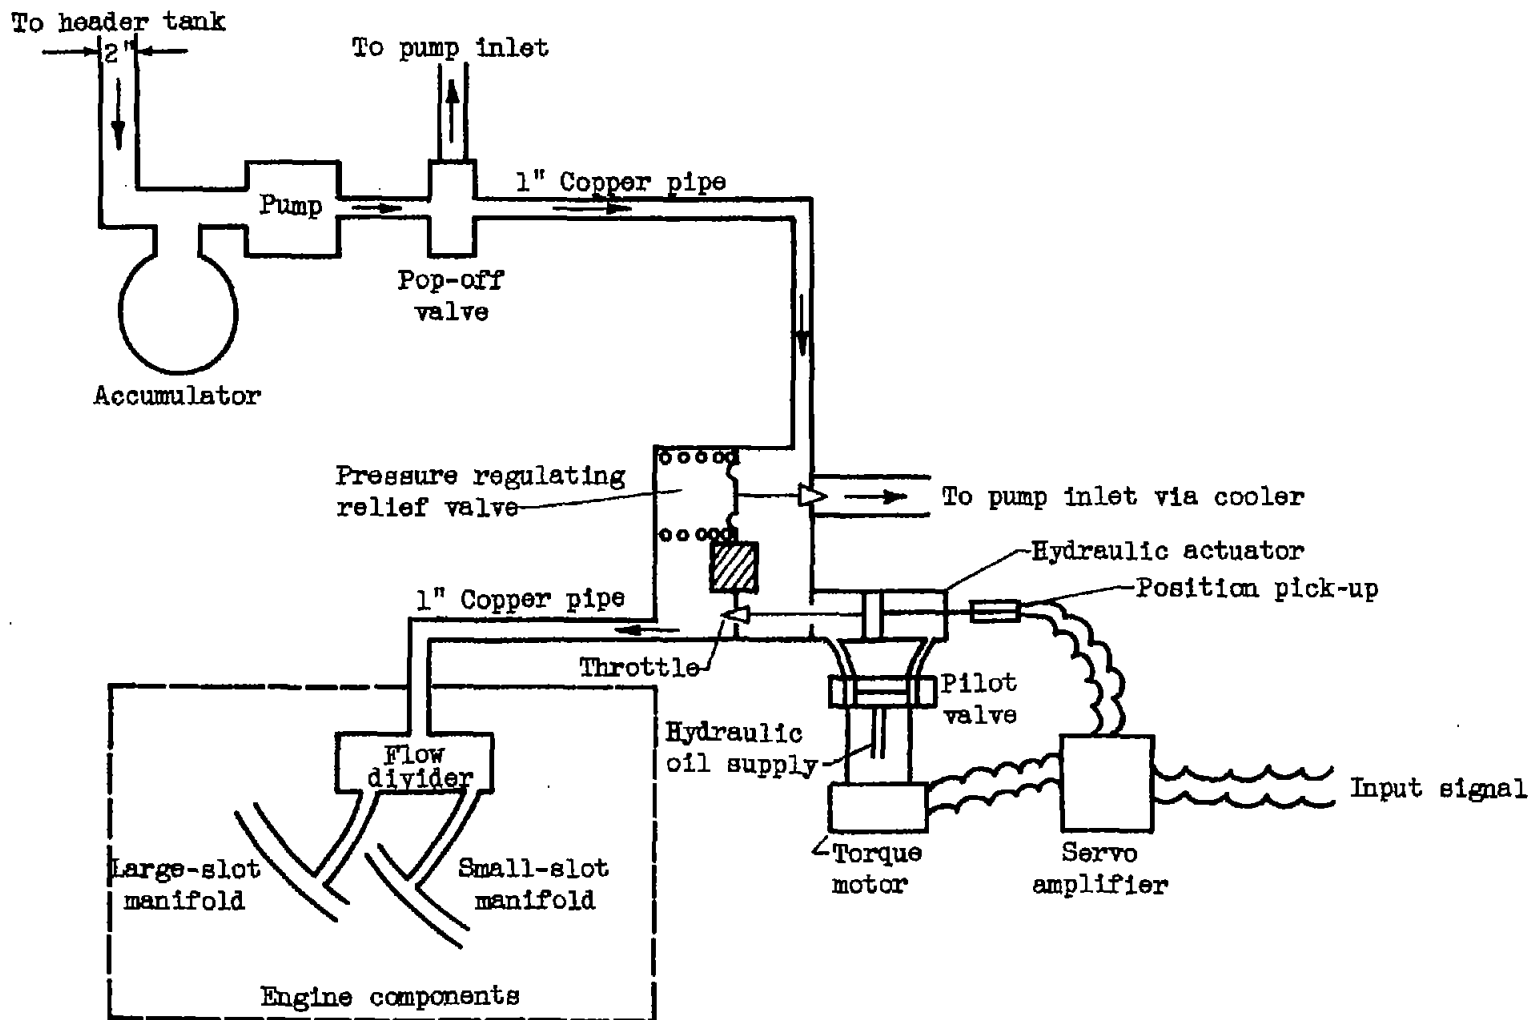 To header tank
2"
To pump inlet
1" Copper pipe
Pump
Pop-off
valve
Accumulator
Pressure regulating
relief valve
To pump inlet via cooler
Hydraulic actuator
Position pick-up
1" Copper pipe
Throttle
Pilot
valve
Hydraulic
oil supply
Flow
divider
Input signal
Large-slot
manifold
Small-slot
manifold
Torque
motor
Servo
amplifier
Engine components